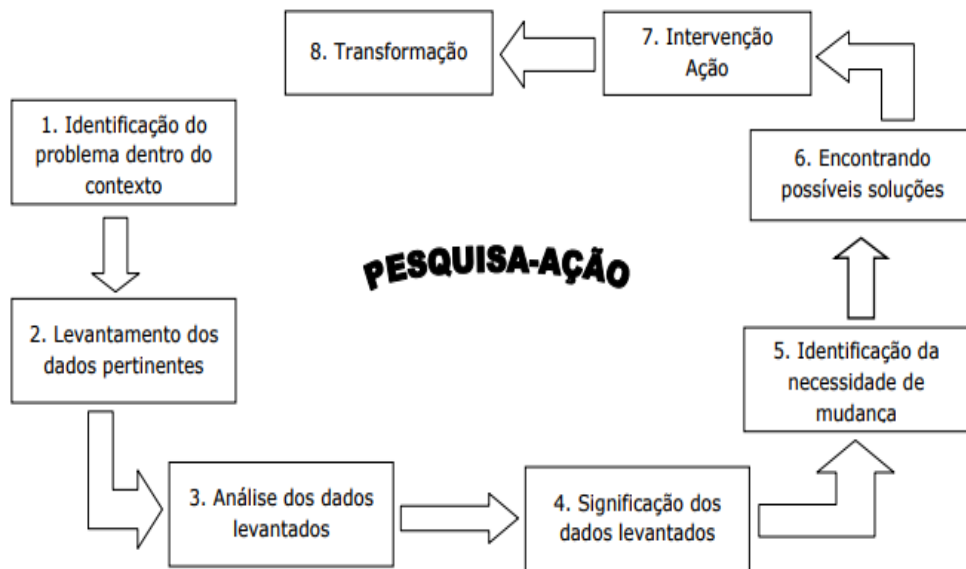 1. Identificação do
problema dentro do
contexto
2. Levantamento dos
dados pertinentes
3. Análise dos dados
levantados
4. Significação dos
dados levantados
5. Identificação da
necessidade de
mudança
6. Encontrando
possíveis soluções
7. Intervenção
Ação
8. Transformação
PESQUISA-AÇÃO